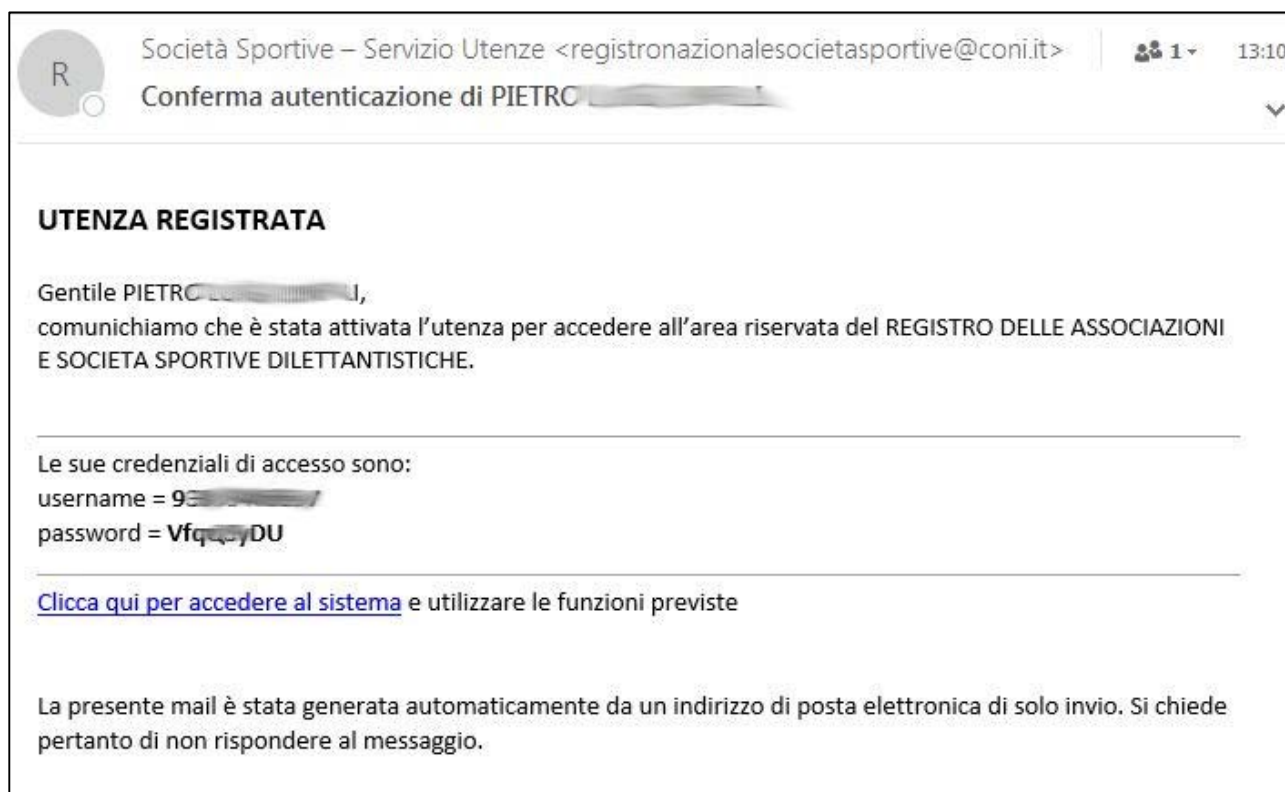 R
Società Sportive – Servizio Utenze <registronazionalesocietasportive@coni.it>
1
13:10
Conferma autenticazione di PIETRO
UTENZA REGISTRATA
Gentile PIETRO
comunichiamo che è stata attivata l’utenza per accedere all’area riservata del REGISTRO DELLE ASSOCIAZIONI
E SOCIETA SPORTIVE DILETTANTISTICHE.
Le sue credenziali di accesso sono:
username =
password =
Clicca qui per accedere al sistema e utilizzare le funzioni previste
La presente mail è stata generata automaticamente da un indirizzo di posta elettronica di solo invio. Si chiede
pertanto di non rispondere al messaggio.